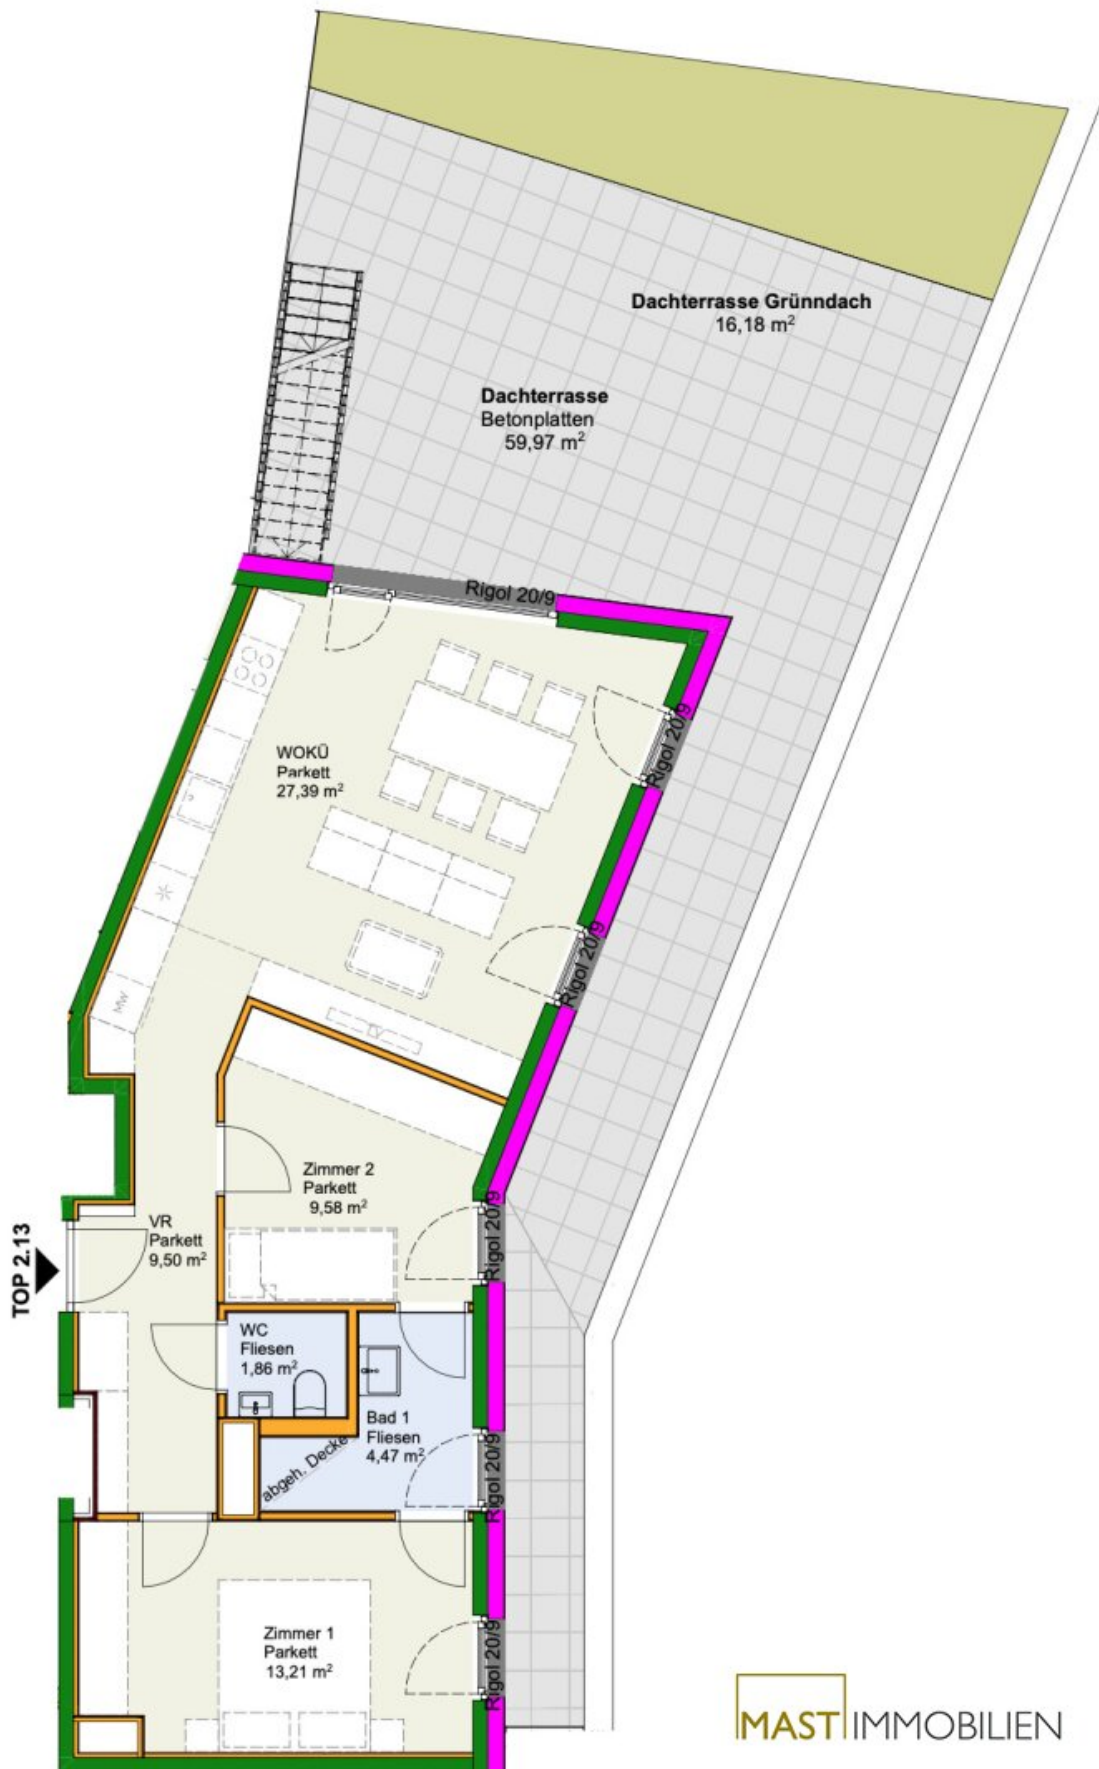 Dachterrasse Gründdach
16,18 m²
Dachterrasse
Betonplatten
59,97 m²
Rigol 20/9
Rigol 20/9
WOKÜ
Parkett
27,39 m²
Rigol 20/9
MW
TV
Zimmer 2
Parkett
9,58 m²
Rigol 20/9
TOP 2.13
VR
Parkett
9,50 m²
WC
Fliesen
1,86 m²
Bad 1
Fliesen
4,47 m²
abgeh. Decke
Rigol 20/9
Zimmer 1
Parkett
13,21 m²
Rigol 20/9
MAST IMMOBILIEN